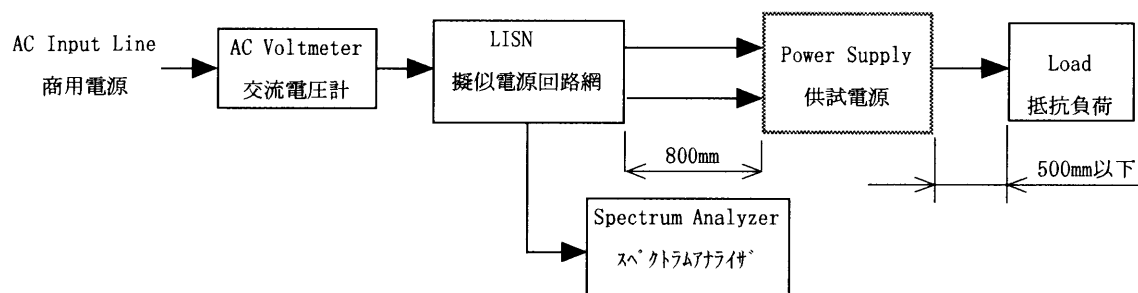 AC Input Line
商用電源
AC Voltmeter
交流電圧計
LISN
擬似電源回路網
Power Supply
供試電源
Load
抵抗負荷
800mm
500mm以下
Spectrum Analyzer
ｽﾍﾟｸﾄﾗﾑｱﾅﾗｲｻﾞ